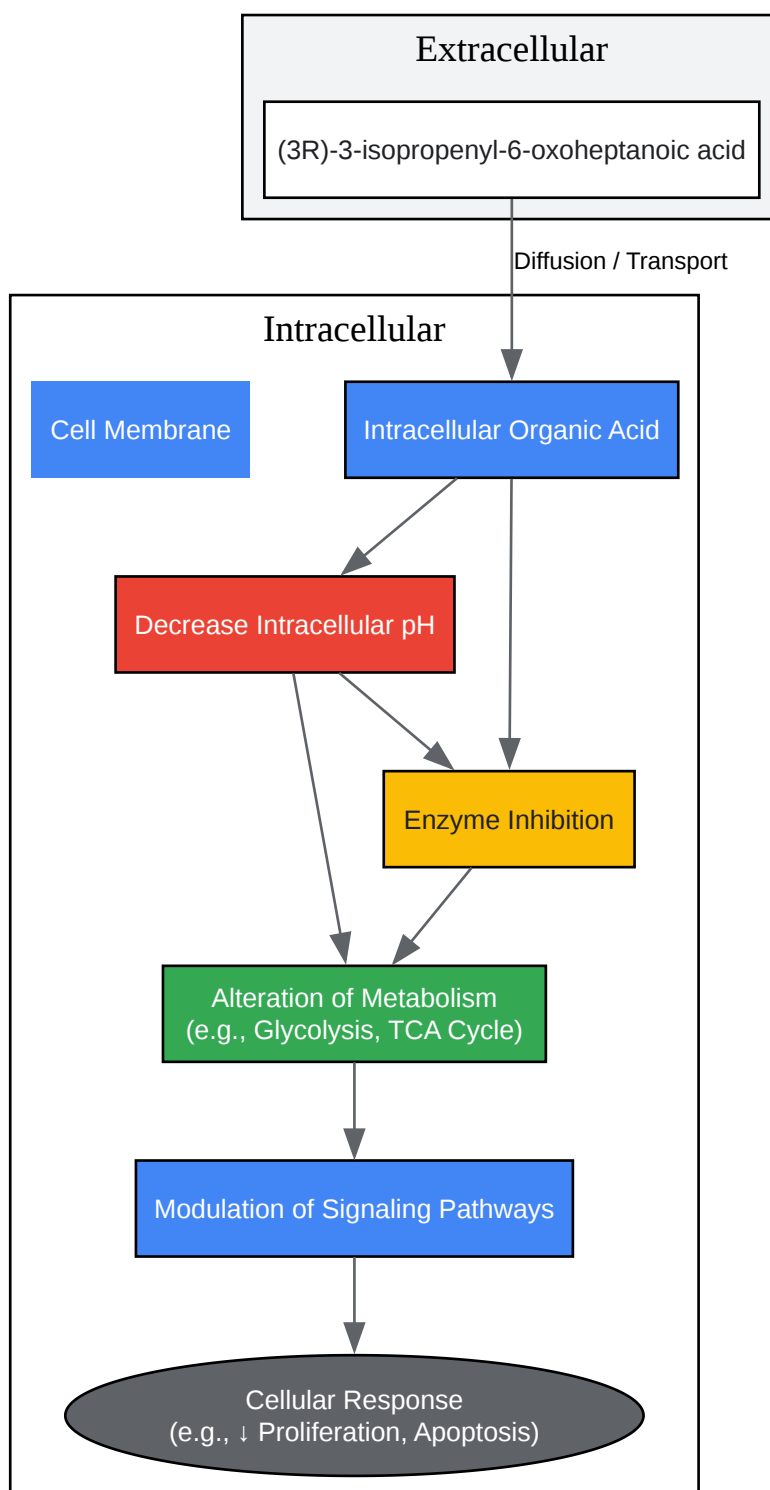 Extracellular
(3R)-3-isopropenyl-6-oxoheptanoic acid
Diffusion / Transport
Intracellular
Cell Membrane
Intracellular Organic Acid
Decrease Intracellular pH
Enzyme Inhibition
Alteration of Metabolism
(e.g., Glycolysis, TCA Cycle)
Modulation of Signaling Pathways
Cellular Response
(e.g., ↓ Proliferation, Apoptosis)